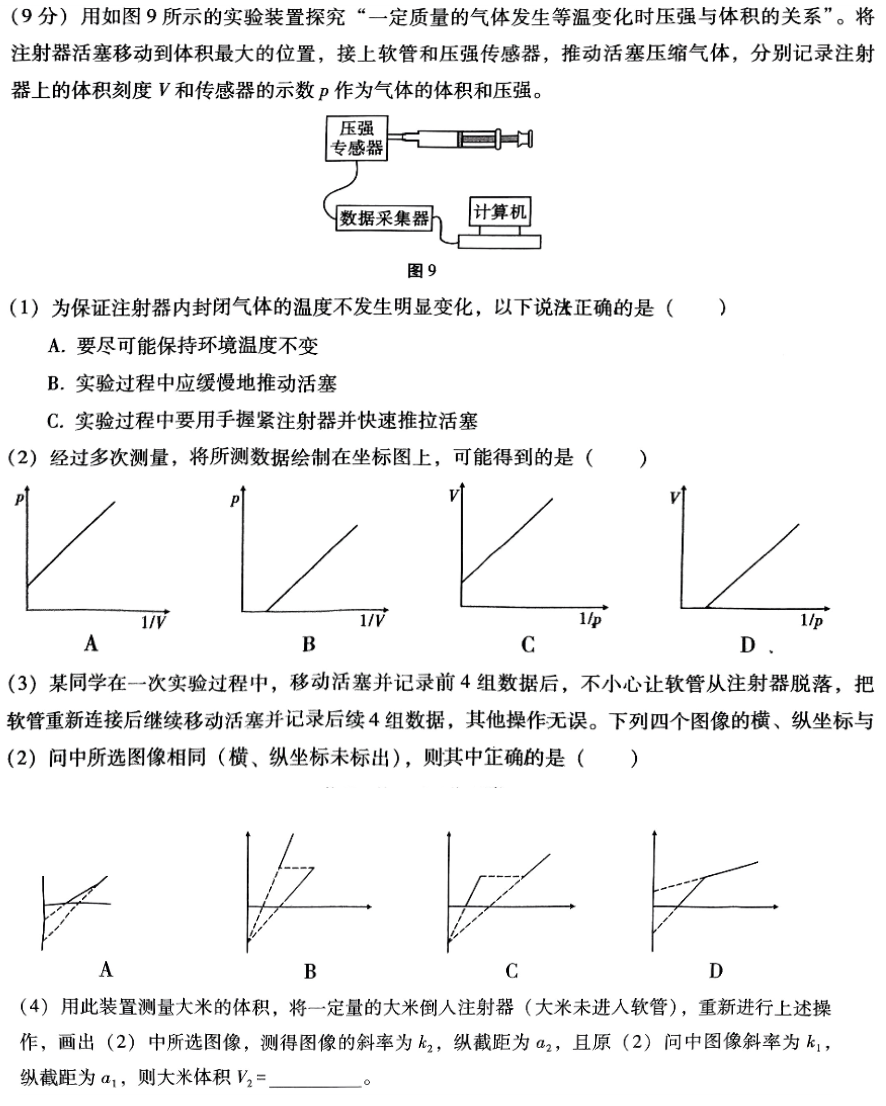 (9 分) 用如图 9 所示的实验装置探究“一定质量的气体发生等温变化时压强与体积的关系”。将
注射器活塞移动到体积最大的位置，接上软管和压强传感器，推动活塞压缩气体，分别记录注射
器上的体积刻度 V 和传感器的示数 p 作为气体的体积和压强。
压强
专感器
数据采集器
计算机
图 9
(1) 为保证注射器内封闭气体的温度不发生明显变化，以下说法正确的是 (　　)
A. 要尽可能保持环境温度不变
B. 实验过程中应缓慢地推动活塞
C. 实验过程中要用手握紧注射器并快速推拉活塞
(2) 经过多次测量，将所测数据绘制在坐标图上，可能得到的是 (　　)
p 1/V
A
p 1/V
B
V 1/p
C
V 1/p
D
(3) 某同学在一次实验过程中，移动活塞并记录前 4 组数据后，不小心让软管从注射器脱落，把
软管重新连接后继续移动活塞并记录后续 4 组数据，其他操作无误。下列四个图像的横、纵坐标与
(2) 问中所选图像相同 (横、纵坐标未标出)，则其中正确的是 (　　)
A B C D
(4) 用此装置测量大米的体积，将一定量的大米倒人注射器 (大米未进入软管)，重新进行上述操
作，画出 (2) 中所选图像，测得图像的斜率为 k₂，纵截距为 a₂，且原 (2) 问中图像斜率为 k₁，
纵截距为 a₁，则大米体积 V₂=________。